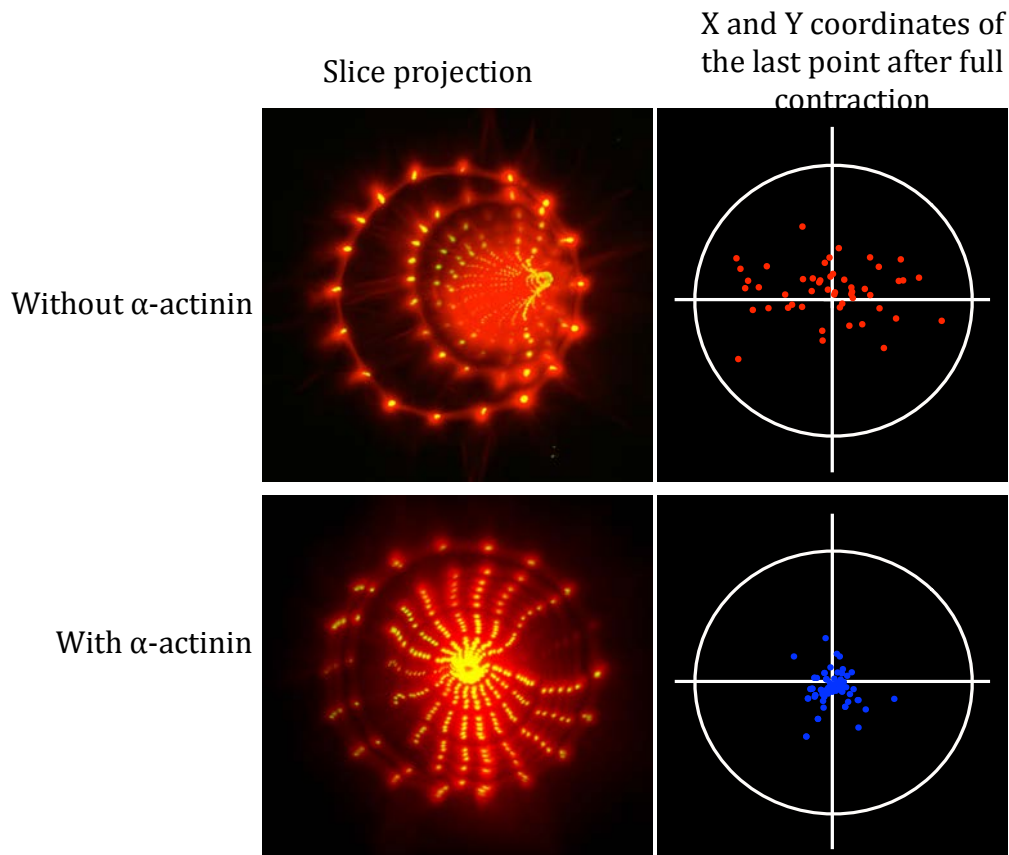 Slice projection
X and Y coordinates of
the last point after full
contraction
Without α-actinin
With α-actinin